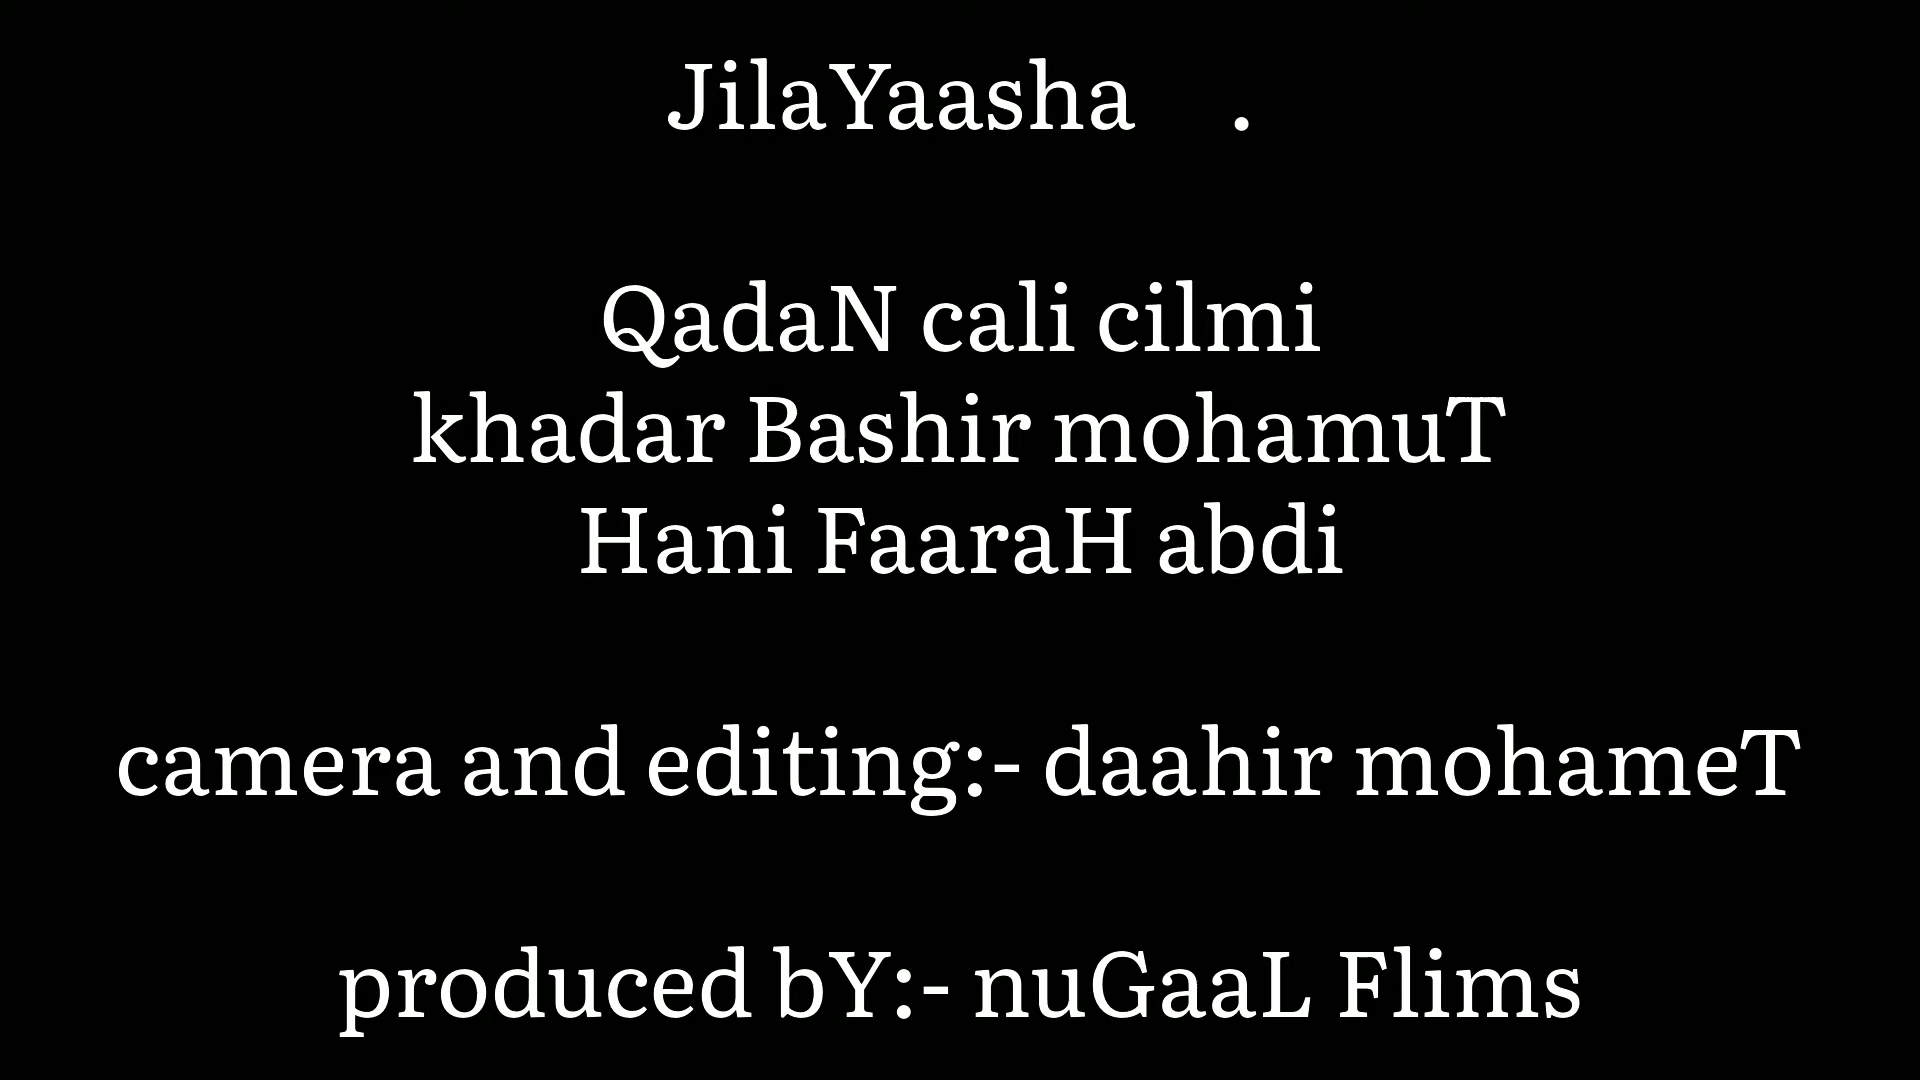 JilaYaasha .
QadaN cali cilmi
khadar Bashir mohamuT
Hani FaaraH abdi
camera and editing:- daahir mohameT
produced bY:- nuGaaL Flims